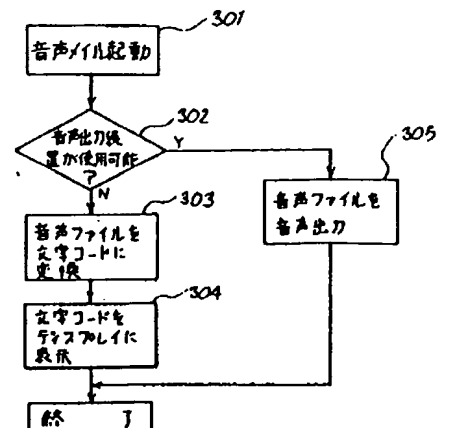 301
音声メイル起動
302
音声出力装
置が使用可能
?
Y
N
305
音声ファイルを
音声出力
303
音声ファイルを
文字コードに
変換
304
文字コードを
ディスプレイに
表示
終 了